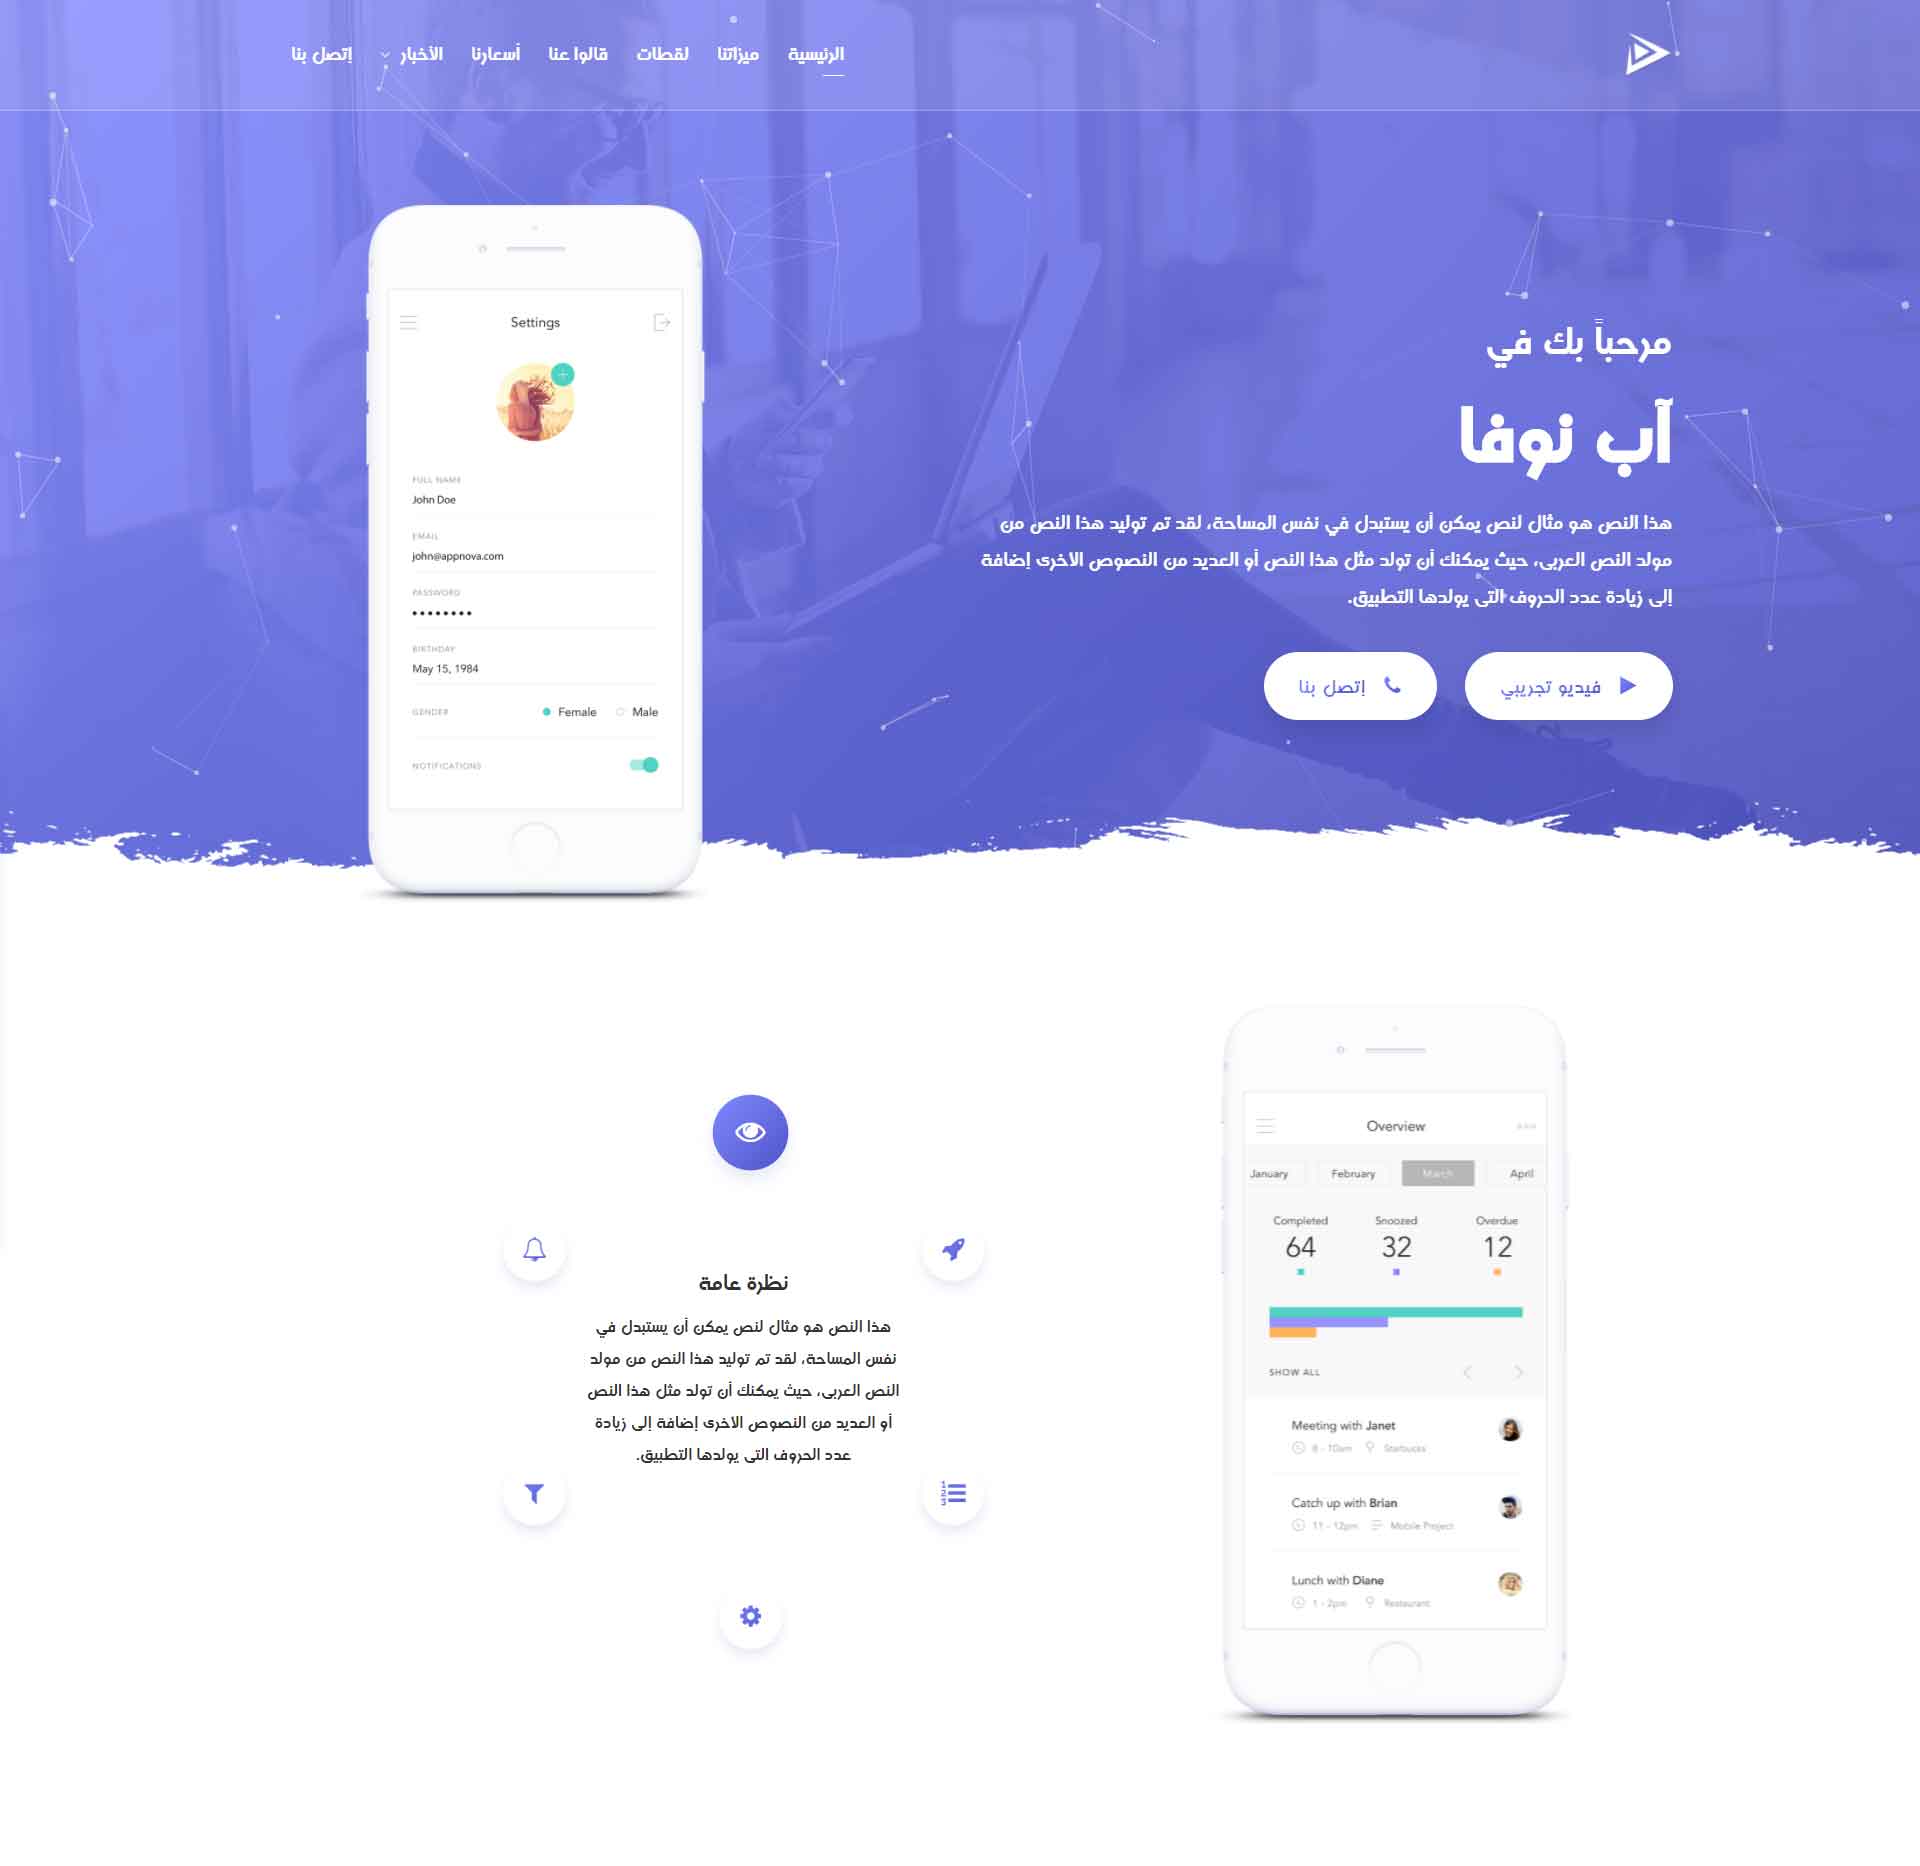 الرئيسية
ميزاتنا
لقطات
قالوا عنا
أسعارنا
الأخبار
إتصل بنا
مرحباً بك في
آب نوفا
هذا النص هو مثال لنص يمكن أن يستبدل في نفس المساحة، لقد تم توليد هذا النص من
مولد النص العربى، حيث يمكنك أن تولد مثل هذا النص أو العديد من النصوص الاخرى إضافة
إلى زيادة عدد الحروف التى يولدها التطبيق.
فيديو تجريبي
إتصل بنا
Settings
FULL NAME
John Doe
EMAIL
john@appnova.com
PASSWORD
BIRTHDAY
May 15, 1984
GENDER
Female
Male
NOTIFICATIONS
Overview
January
February
March
April
Completed
Snoozed
Overdue
64
32
12
SHOW ALL
Meeting with Janet
8 - 10am
Starbucks
Catch up with Brian
11 - 12pm
Mobile Project
Lunch with Diane
1 - 2pm
Restaurant
نظرة عامة
هذا النص هو مثال لنص يمكن أن يستبدل في
نفس المساحة، لقد تم توليد هذا النص من مولد
النص العربى، حيث يمكنك أن تولد مثل هذا النص
أو العديد من النصوص الاخرى إضافة إلى زيادة
عدد الحروف التى يولدها التطبيق.